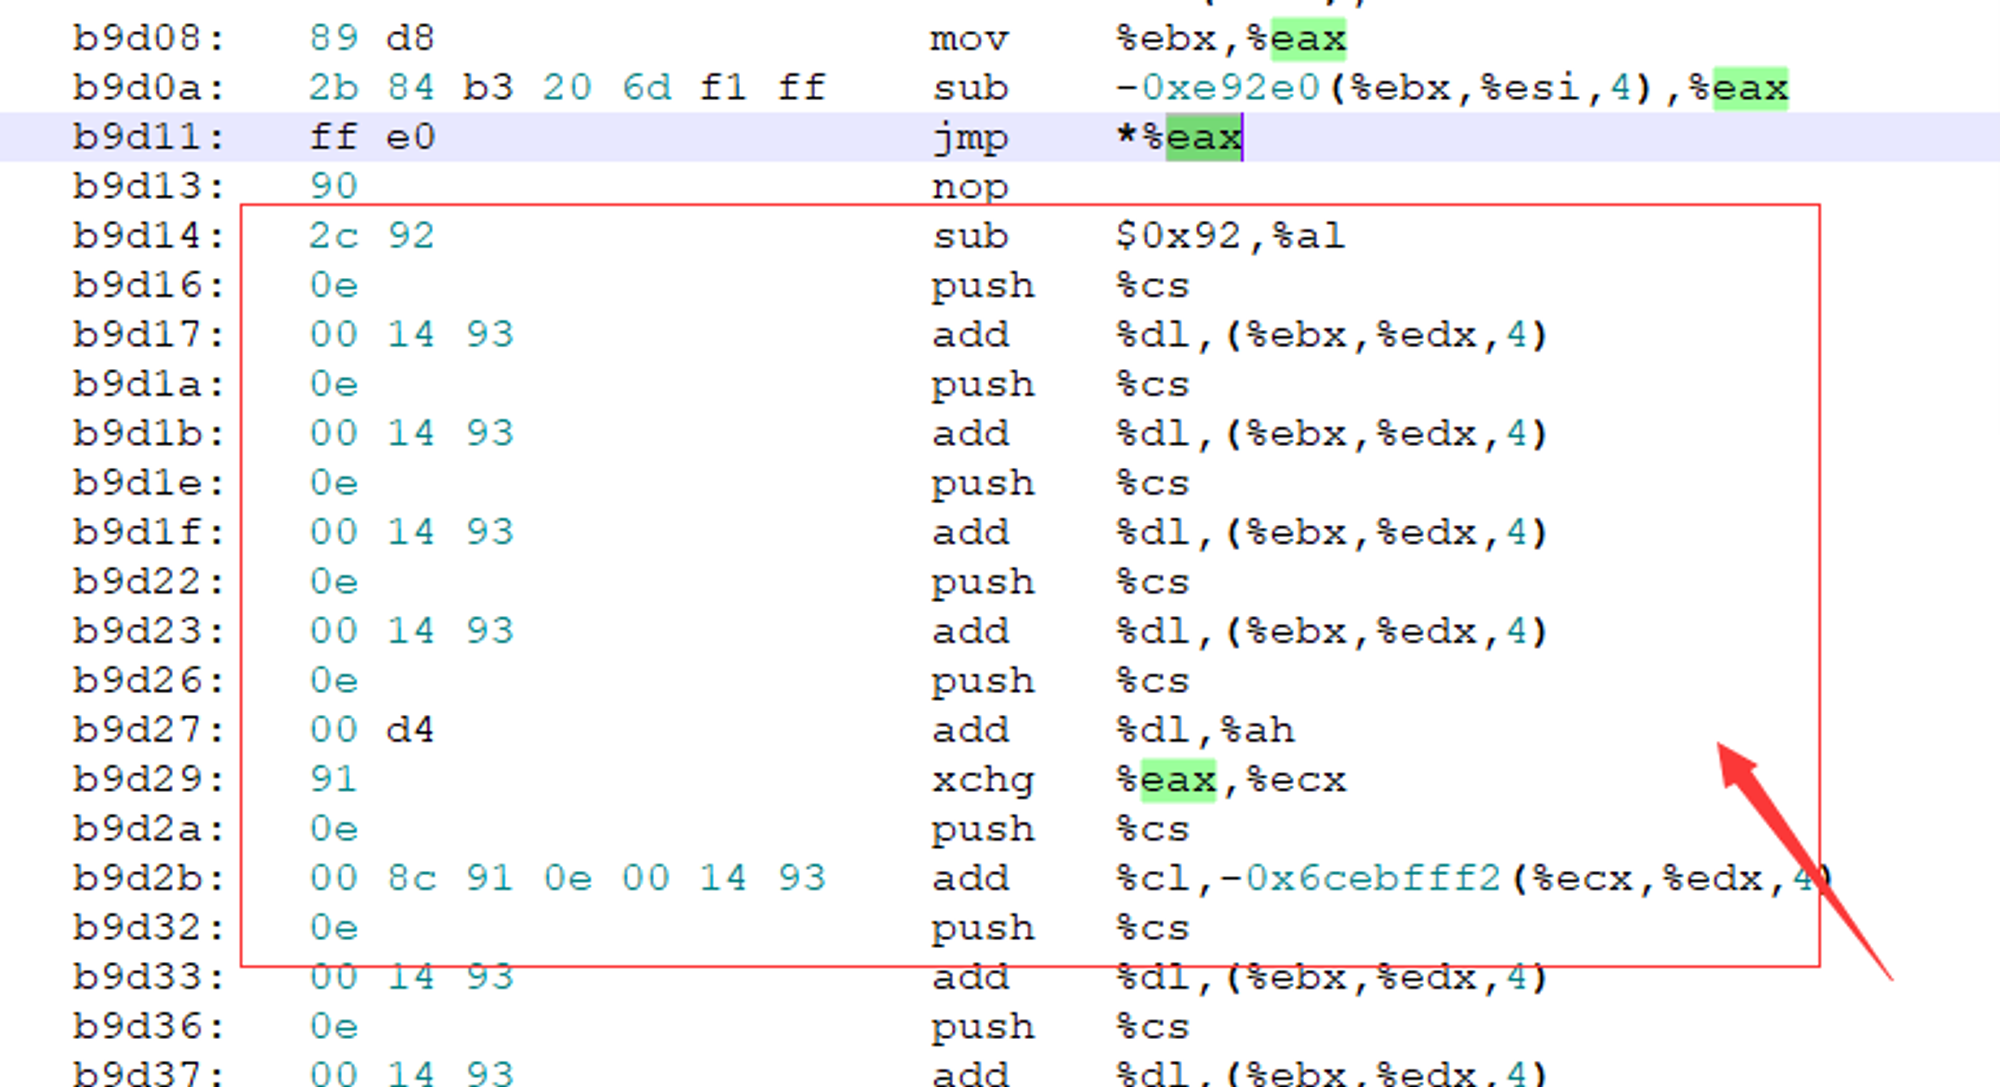 b9d08: 89 d8 mov %ebx,%eax
b9d0a: 2b 84 b3 20 6d f1 ff sub -0xe92e0(%ebx,%esi,4),%eax
b9d11: ff e0 jmp *%eax
b9d13: 90 nop
b9d14: 2c 92 sub $0x92,%al
b9d16: 0e push %cs
b9d17: 00 14 93 add %dl,(%ebx,%edx,4)
b9d1a: 0e push %cs
b9d1b: 00 14 93 add %dl,(%ebx,%edx,4)
b9d1e: 0e push %cs
b9d1f: 00 14 93 add %dl,(%ebx,%edx,4)
b9d22: 0e push %cs
b9d23: 00 14 93 add %dl,(%ebx,%edx,4)
b9d26: 0e push %cs
b9d27: 00 d4 add %dl,%ah
b9d29: 91 xchg %eax,%ecx
b9d2a: 0e push %cs
b9d2b: 00 8c 91 0e 00 14 93 add %cl,-0x6cebfff2(%ecx,%edx,4)
b9d32: 0e push %cs
b9d33: 00 14 93 add %dl,(%ebx,%edx,4)
b9d36: 0e push %cs
b9d37: 00 14 93 add %dl,(%ebx,%edx,4)